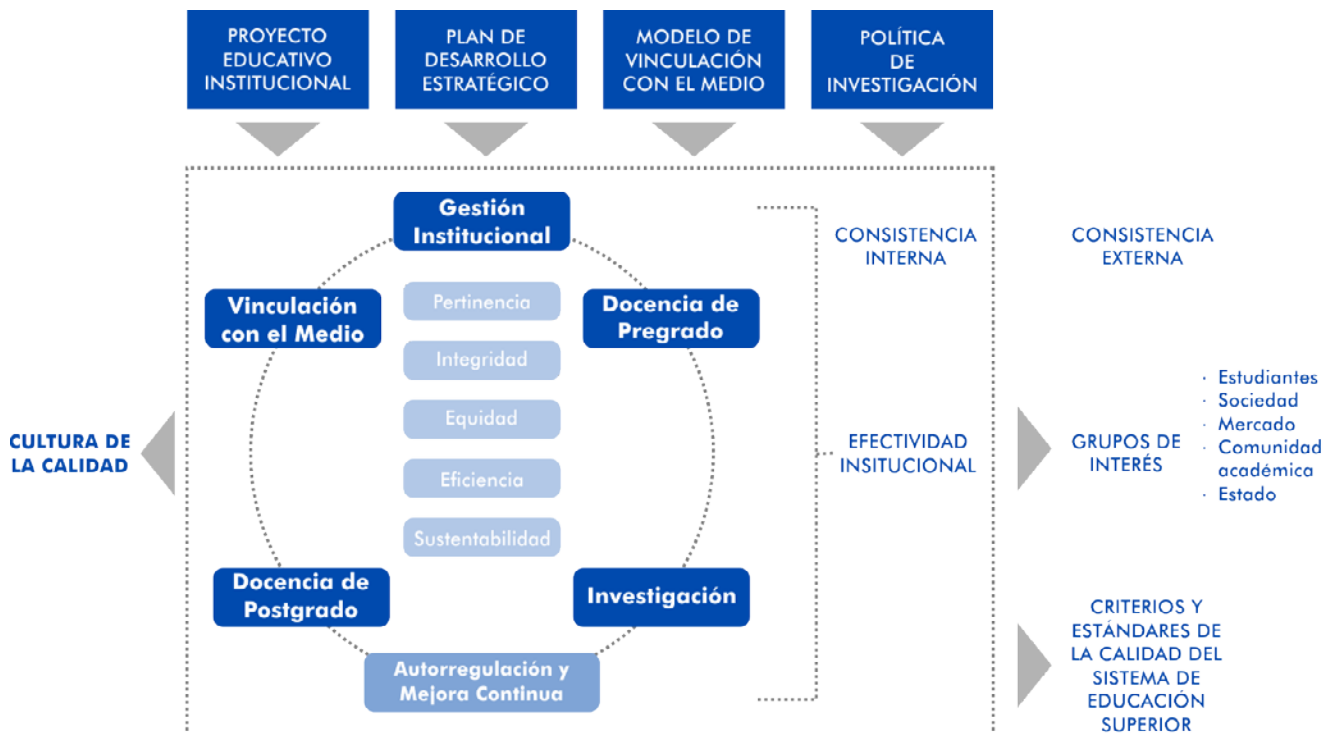 PROYECTO
EDUCATIVO
INSTITUCIONAL
PLAN DE
DESARROLLO
ESTRATÉGICO
MODELO DE
VINCULACIÓN
CON EL MEDIO
POLÍTICA
DE
INVESTIGACIÓN
Gestión
Institucional
Vinculación
con el Medio
Docencia de
Pregrado
Pertinencia
Integridad
Equidad
Eficiencia
Sustentabilidad
Docencia de
Postgrado
Investigación
Autorregulación y
Mejora Continua
CULTURA DE
LA CALIDAD
CONSISTENCIA
INTERNA
EFECTIVIDAD
INSITUCIONAL
CONSISTENCIA
EXTERNA
GRUPOS DE
INTERÉS
· Estudiantes
· Sociedad
· Mercado
· Comunidad
académica
· Estado
CRITERIOS Y
ESTÁNDARES DE
LA CALIDAD DEL
SISTEMA DE
EDUCACIÓN
SUPERIOR